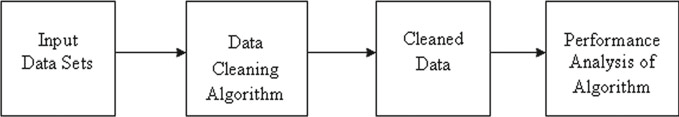 Input
Data Sets
Data
Cleaning
Algorithm
Cleaned
Data
Performance
Analysis of
Algorithm